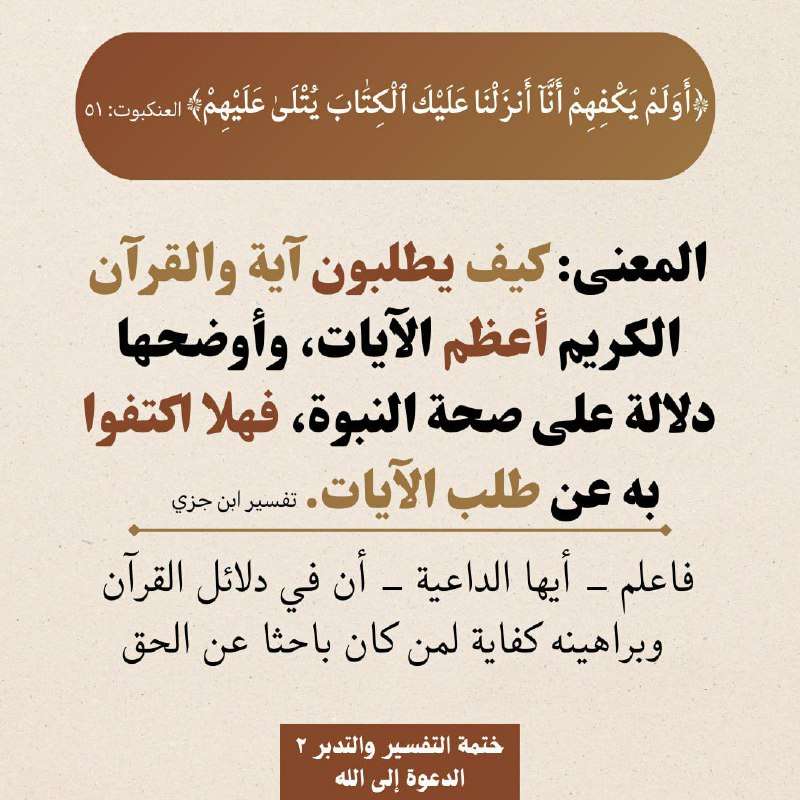 ﴿أَوَلَمْ يَكْفِهِمْ أَنَّآ أَنزَلْنَا عَلَيْكَ ٱلْكِتَٰبَ يُتْلَىٰ عَلَيْهِمْ﴾ العنكبوت: ٥١
المعنى: كيف يطلبون آية والقرآن
الكريم أعظم الآيات، وأوضحها
دلالة على صحة النبوة، فهلا اكتفوا
به عن طلب الآيات. تفسير ابن جزي
فاعلم - أيها الداعية - أن في دلائل القرآن
وبراهينه كفاية لمن كان باحثا عن الحق
ختمة التفسير والتدبر ٢
الدعوة إلى الله